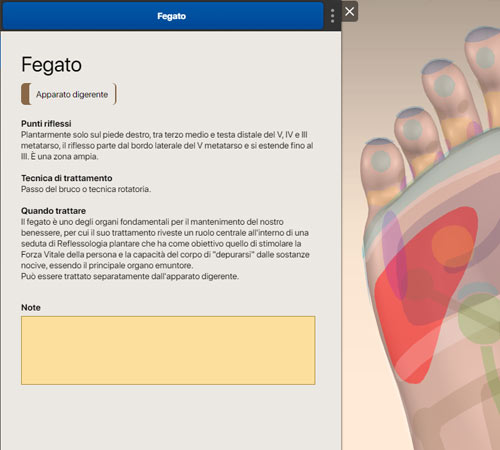 Fegato
Fegato
Apparato digerente
Punti riflessi
Plantarmente solo sul piede destro, tra terzo medio e testa distale del V, IV e III
metatarso, il riflesso parte dal bordo laterale del V metatarso e si estende fino al
III. È una zona ampia.
Tecnica di trattamento
Passo del bruco o tecnica rotatoria.
Quando trattare
Il fegato è uno degli organi fondamentali per il mantenimento del nostro
benessere, per cui il suo trattamento riveste un ruolo centrale all'interno di una
seduta di Reflessologia plantare che ha come obiettivo quello di stimolare la
Forza Vitale della persona e la capacità del corpo di "depurarsi" dalle sostanze
nocive, essendo il principale organo emuntore.
Può essere trattato separatamente dall'apparato digerente.
Note